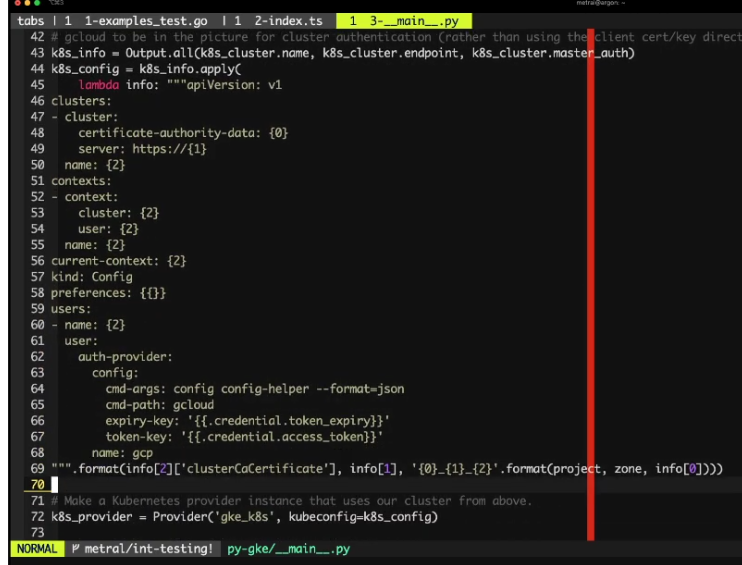 metral@argon: ~
tabs | 1 1-examples_test.go | 1 2-index.ts 1 3-__main__.py
42 # gcloud to be in the picture for cluster authentication (rather than using the client cert/key direct
43 k8s_info = Output.all(k8s_cluster.name, k8s_cluster.endpoint, k8s_cluster.master_auth)
44 k8s_config = k8s_info.apply(
45     lambda info: """apiVersion: v1
46 clusters:
47 - cluster:
48     certificate-authority-data: {0}
49     server: https://{1}
50   name: {2}
51 contexts:
52 - context:
53     cluster: {2}
54     user: {2}
55   name: {2}
56 current-context: {2}
57 kind: Config
58 preferences: {{}}
59 users:
60 - name: {2}
61   user:
62     auth-provider:
63       config:
64         cmd-args: config config-helper --format=json
65         cmd-path: gcloud
66         expiry-key: '{{.credential.token_expiry}}'
67         token-key: '{{.credential.access_token}}'
68       name: gcp
69 """.format(info[2]['clusterCaCertificate'], info[1], '{0}_{1}_{2}'.format(project, zone, info[0])))
70
71 # Make a Kubernetes provider instance that uses our cluster from above.
72 k8s_provider = Provider('gke_k8s', kubeconfig=k8s_config)
73
NORMAL metral/int-testing! py-gke/__main__.py